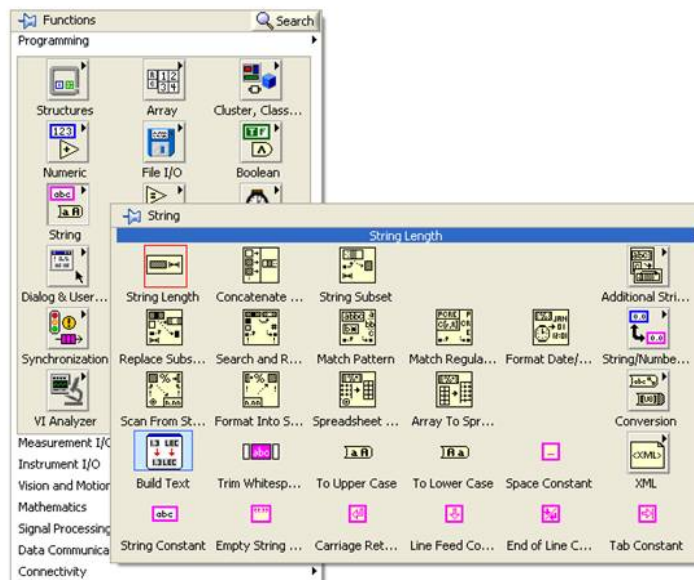 Functions
Search
Programming
Structures
Array
Cluster, Class...
Numeric
File I/O
Boolean
String
String
String Length
Dialog & User...
String Length
Concatenate ...
String Subset
Additional Stri...
Synchronization
Replace Subs...
Search and R...
Match Pattern
Match Regula...
Format Date/...
String/Numbe...
VI Analyzer
Scan From St...
Format Into S...
Spreadsheet ...
Array To Spr...
Conversion
Measurement I/O
Instrument I/O
Vision and Motion
Mathematics
Signal Processing
Data Communica
Connectivity
Build Text
Trim Whitesp...
To Upper Case
To Lower Case
Space Constant
XML
String Constant
Empty String ...
Carriage Ret...
Line Feed Co...
End of Line C...
Tab Constant